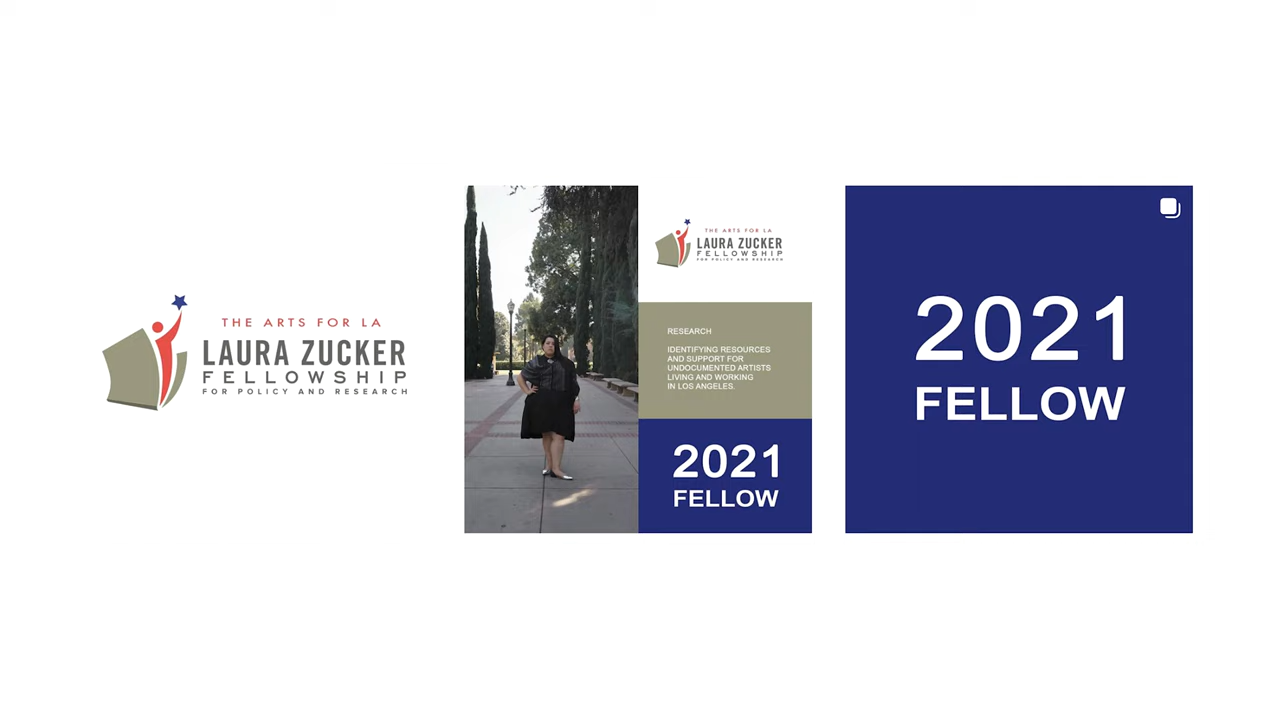 THE ARTS FOR LA
LAURA ZUCKER
FELLOWSHIP
FOR POLICY AND RESEARCH
THE ARTS FOR LA
LAURA ZUCKER
FELLOWSHIP
FOR POLICY AND RESEARCH
RESEARCH
IDENTIFYING RESOURCES
AND SUPPORT FOR
UNDOCUMENTED ARTISTS
LIVING AND WORKING
IN LOS ANGELES.
2021
FELLOW
2021
FELLOW